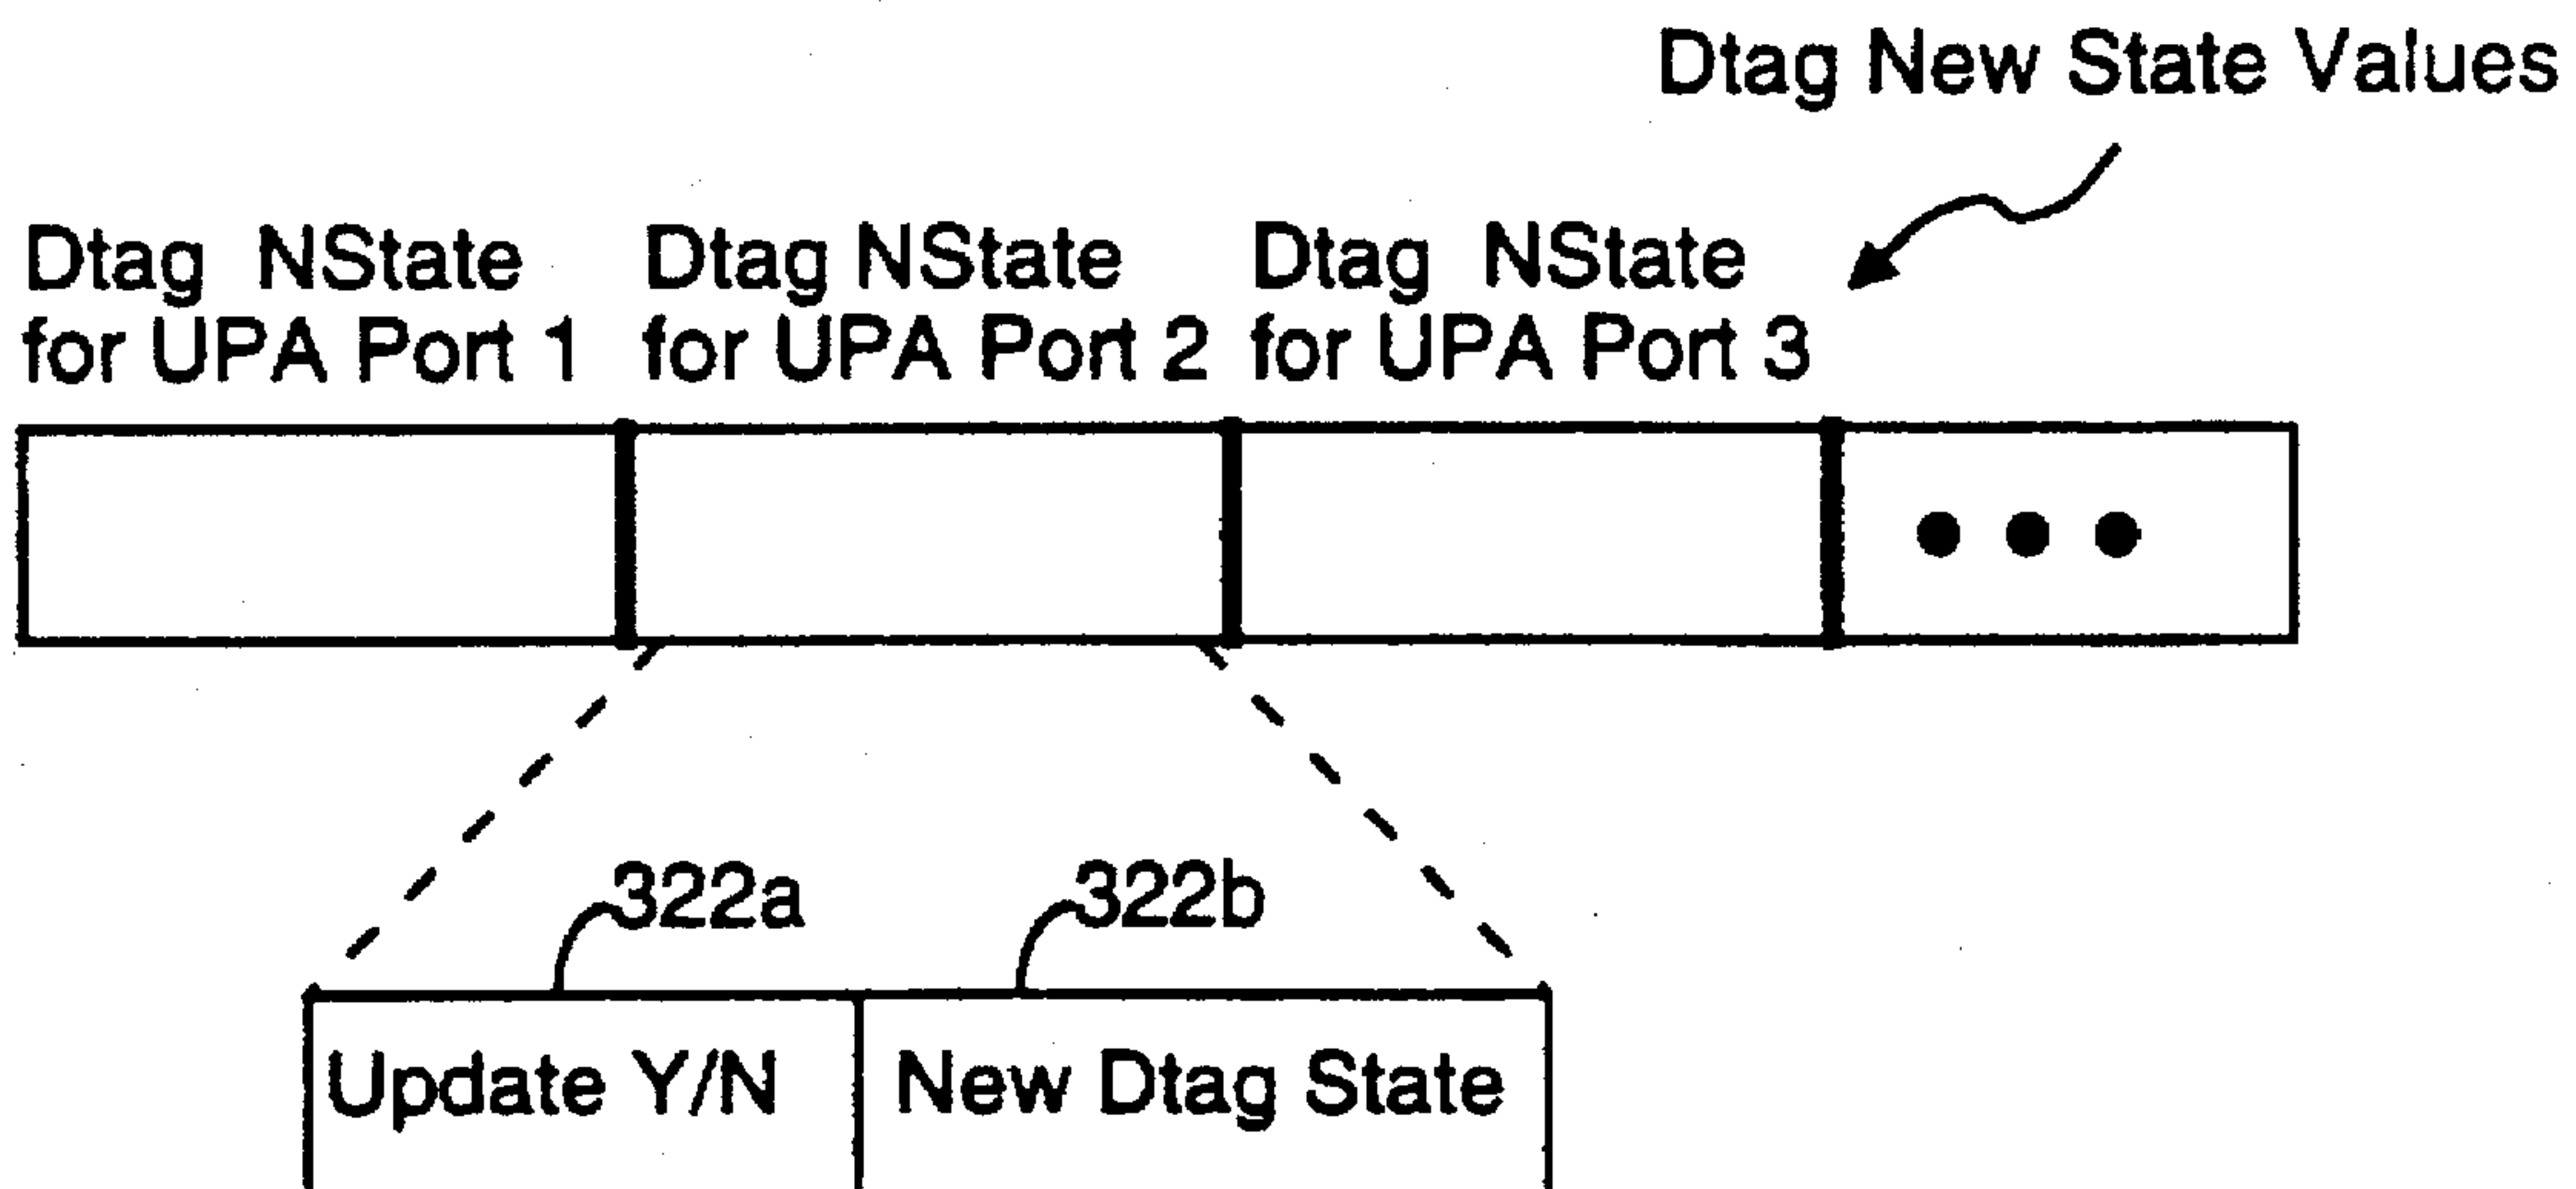 Dtag New State Values
Dtag NState
for UPA Port 1
Dtag NState
for UPA Port 2
Dtag NState
for UPA Port 3
322a
322b
Update Y/N
New Dtag State